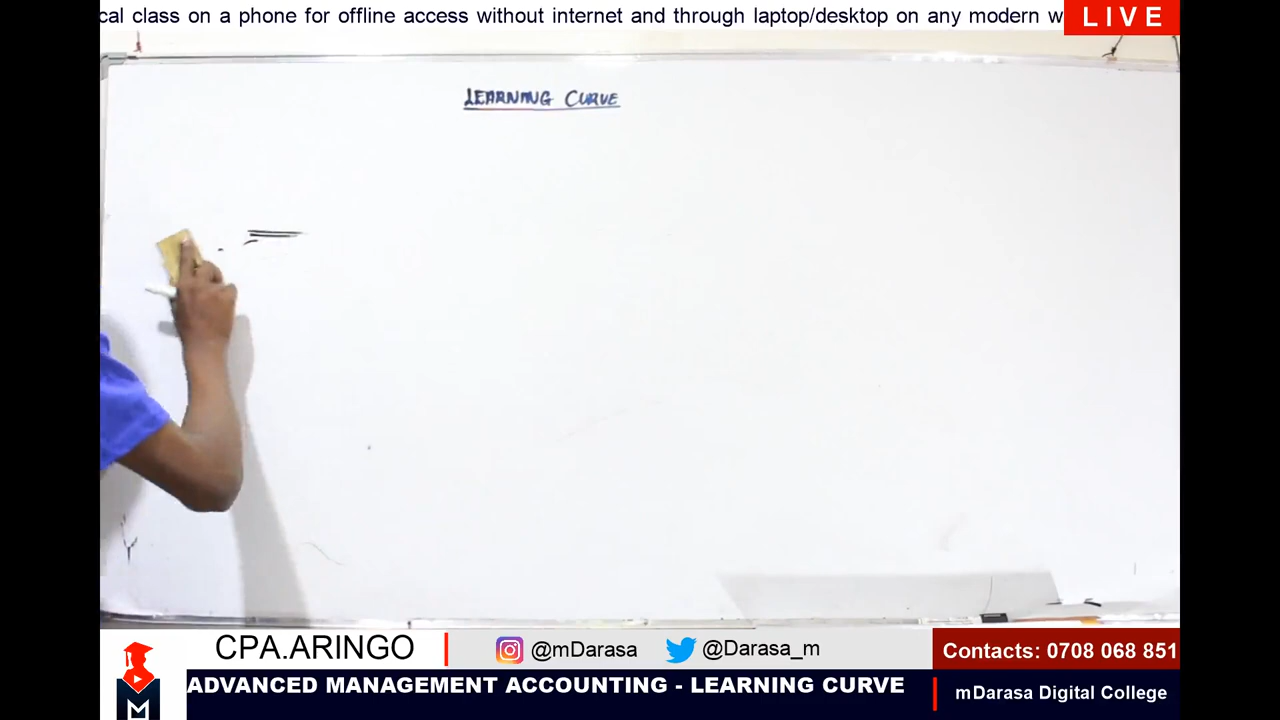 cal class on a phone for offline access without internet and through laptop/desktop on any modern w
LIVE
LEARNING CURVE
CPA.ARINGO
@mDarasa
@Darasa_m
Contacts: 0708 068 851
M
ADVANCED MANAGEMENT ACCOUNTING - LEARNING CURVE
mDarasa Digital College